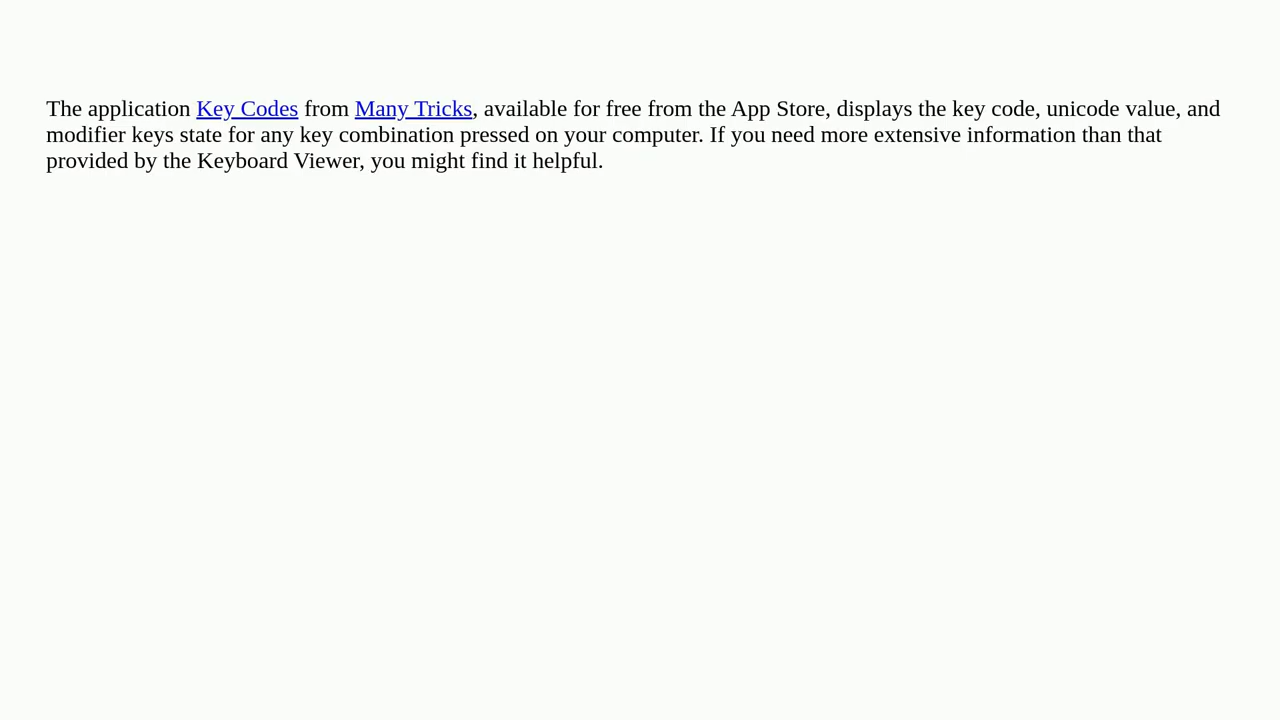 The application Key Codes from Many Tricks, available for free from the App Store, displays the key code, unicode value, and
modifier keys state for any key combination pressed on your computer. If you need more extensive information than that
provided by the Keyboard Viewer, you might find it helpful.